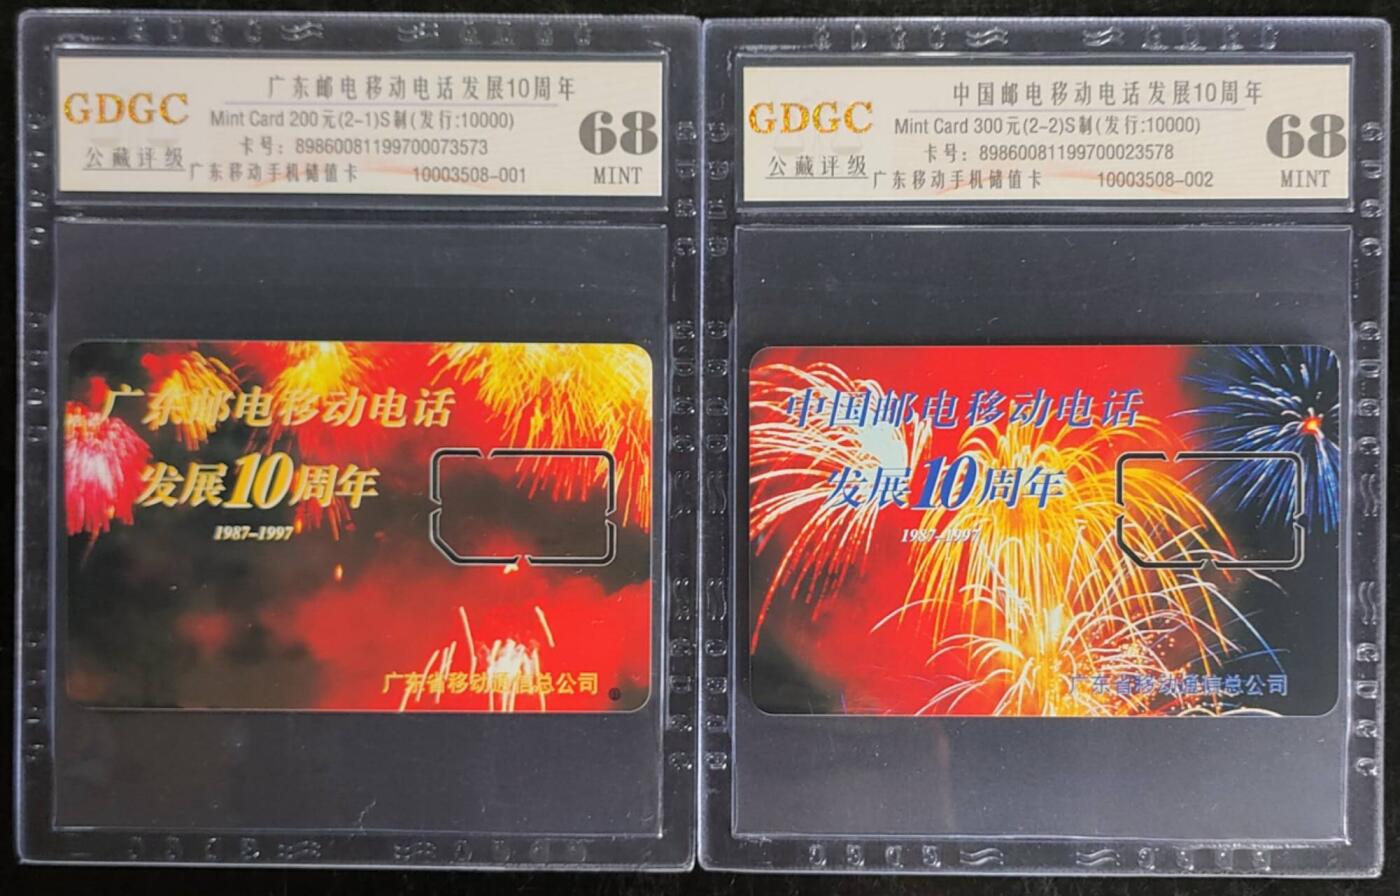 广东邮电移动电话发展10周年
GDGC
Mint Card 200元(2-1)S制(发行:10000)
68
卡号：89860081199700073573
公藏评级
广东移动手机储值卡
10003508-001
MINT
广东邮电移动电话
发展10周年
1987-1997
广东省移动通信总公司
中国邮电移动电话发展10周年
GDGC
Mint Card 300元(2-2)S制(发行:10000)
68
卡号：89860081199700023578
公藏评级
广东移动手机储值卡
10003508-002
MINT
中国邮电移动电话
发展10周年
1987-1997
广东省移动通信总公司